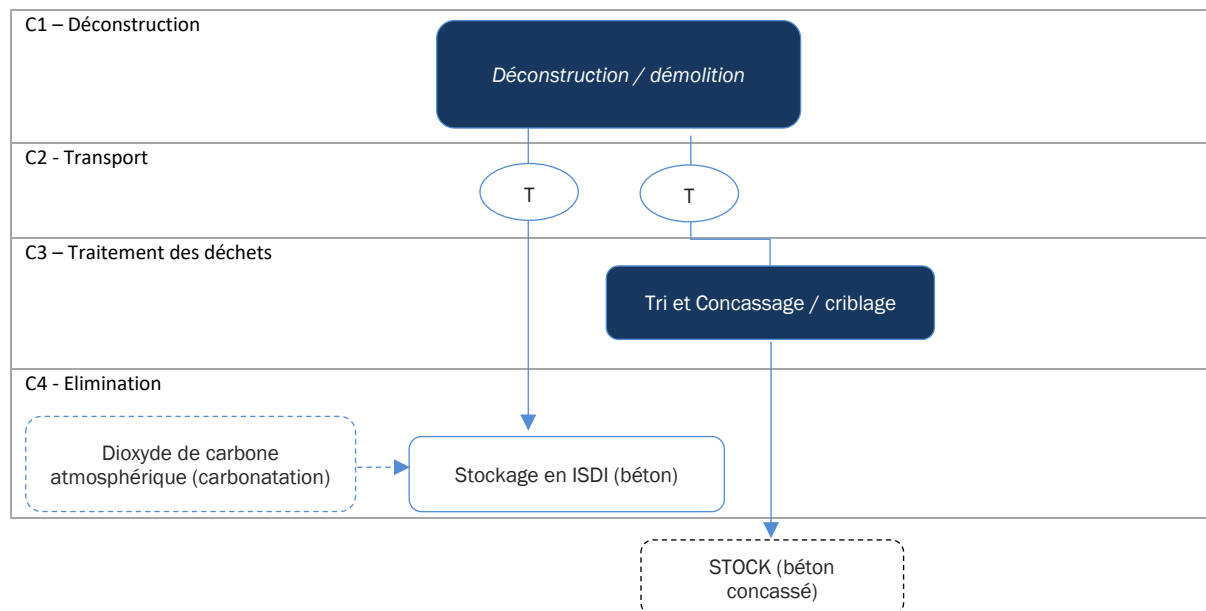 C1 – Déconstruction
Déconstruction / démolition
C2 - Transport
T
T
C3 – Traitement des déchets
Tri et Concassage / criblage
C4 - Elimination
Dioxyde de carbone
atmosphérique (carbonatation)
Stockage en ISDI (béton)
STOCK (béton
concassé)